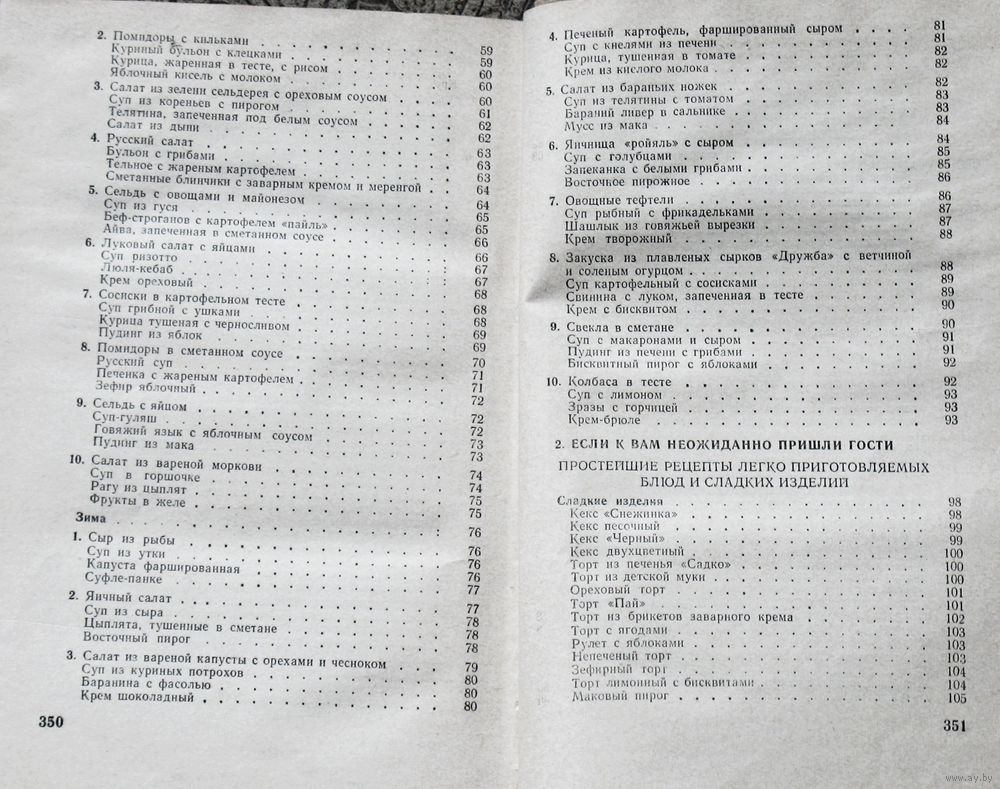 2. Помидоры с кильками . . . . . . . . 59
Куриный бульон с клецками . . . . . . . . 59
Курица, жаренная в тесте, с рисом . . . . . . 60
Яблочный кисель с молоком . . . . . . . . 60
3. Салат из зелени сельдерея с ореховым соусом . . . . 60
Суп из кореньев с пирогом . . . . . . . . 61
Телятина, запеченная под белым соусом . . . . . 62
Салат из дыни . . . . . . . . . . 62
4. Русский салат . . . . . . . . . . 63
Бульон с грибами . . . . . . . . . . 63
Тельное с жареным картофелем . . . . . . . 63
Сметанные блинчики с заварным кремом и меренгой . . 64
5. Сельдь с овощами и майонезом . . . . . . . 64
Суп из гуся . . . . . . . . . . 65
Беф-строганов с картофелем «пайль» . . . . . . 65
Айва, запеченная в сметанном соусе . . . . . . 66
6. Луковый салат с яйцами . . . . . . . . 66
Суп ризотто . . . . . . . . . . 67
Люля-кебаб . . . . . . . . . . 67
Крем ореховый . . . . . . . . . . 68
7. Сосиски в картофельном тесте . . . . . . . 68
Суп грибной с ушками . . . . . . . . 68
Курица тушеная с черносливом . . . . . . . 69
Пудинг из яблок . . . . . . . . . . 69
8. Помидоры в сметанном соусе . . . . . . . 70
Русский суп . . . . . . . . . . 71
Печенка с жареным картофелем . . . . . . . 71
Зефир яблочный . . . . . . . . . . 72
9. Сельдь с яйцом . . . . . . . . . . 72
Суп-гуляш . . . . . . . . . . 72
Говяжий язык с яблочным соусом . . . . . . 73
Пудинг из мака . . . . . . . . . . 73
10. Салат из вареной моркови . . . . . . . . 74
Суп в горшочке . . . . . . . . . . 74
Рагу из цыплят . . . . . . . . . . 75
Фрукты в желе . . . . . . . . . . 75
Зима . . . . . . . . . . 76
1. Сыр из рыбы . . . . . . . . . . 76
Суп из утки . . . . . . . . . . 76
Капуста фаршированная . . . . . . . . 76
Суфле-панке . . . . . . . . . . 77
2. Яичный салат . . . . . . . . . . 77
Суп из сыра . . . . . . . . . . 78
Цыплята, тушенные в сметане . . . . . . . 78
Восточный пирог . . . . . . . . . . 78
3. Салат из вареной капусты с орехами и чесноком . . . 79
Суп из куриных потрохов . . . . . . . . 80
Баранина с фасолью . . . . . . . . 80
Крем шоколадный . . . . . . . . . . 80
350
4. Печеный картофель, фаршированный сыром . . . . 81
Суп с кнелями из печени . . . . . . . . 81
Курица, тушенная в томате . . . . . . . . 82
Крем из кислого молока . . . . . . . . 82
5. Салат из бараньих ножек . . . . . . . . 82
Суп из телятины с томатом . . . . . . . . 83
Бараний ливер в сальнике . . . . . . . . 83
Мусс из мака . . . . . . . . . . 84
6. Яичница «ройяль» с сыром . . . . . . . . 84
Суп с голубцами . . . . . . . . . . 85
Запеканка с белыми грибами . . . . . . . . 85
Восточное пирожное . . . . . . . . . . 86
7. Овощные тефтели . . . . . . . . . . 86
Суп рыбный с фрикадельками . . . . . . . 87
Шашлык из говяжьей вырезки . . . . . . . 87
Крем творожный . . . . . . . . . . 88
8. Закуска из плавленых сырков «Дружба» с ветчиной
и соленым огурцом . . . . . . . . . . 88
Суп картофельный с сосисками . . . . . . . 89
Свинина с луком, запеченная в тесте . . . . . . 89
Крем с бисквитом . . . . . . . . . . 90
9. Свекла в сметане . . . . . . . . . . 90
Суп с макаронами и сыром . . . . . . . . 91
Пудинг из печени с грибами . . . . . . . . 91
Бисквитный пирог с яблоками . . . . . . . 92
10. Колбаса в тесте . . . . . . . . . . 92
Суп с лимоном . . . . . . . . . . 93
Зразы с горчицей . . . . . . . . . . 93
Крем-брюле . . . . . . . . . . 93
2. ЕСЛИ К ВАМ НЕОЖИДАННО ПРИШЛИ ГОСТИ
ПРОСТЕЙШИЕ РЕЦЕПТЫ ЛЕГКО ПРИГОТОВЛЯЕМЫХ
БЛЮД И СЛАДКИХ ИЗДЕЛИЙ
Сладкие изделия . . . . . . . . . . 98
Кекс «Снежинка» . . . . . . . . . . 98
Кекс песочный . . . . . . . . . . 99
Кекс «Черный» . . . . . . . . . . 99
Кекс двухцветный . . . . . . . . . . 100
Торт из печенья «Садко» . . . . . . . . 100
Торт из детской муки . . . . . . . . . . 100
Ореховый торт . . . . . . . . . . 101
Торт «Пай» . . . . . . . . . . 101
Торт из брикетов заварного крема . . . . . . 102
Торт с ягодами . . . . . . . . . . 103
Рулет с яблоками . . . . . . . . . . 103
Непеченый торт . . . . . . . . . . 103
Зефирный торт . . . . . . . . . . 104
Торт лимонный с бисквитами . . . . . . . . 104
Маковый пирог . . . . . . . . . . 105
351
www.ay.by